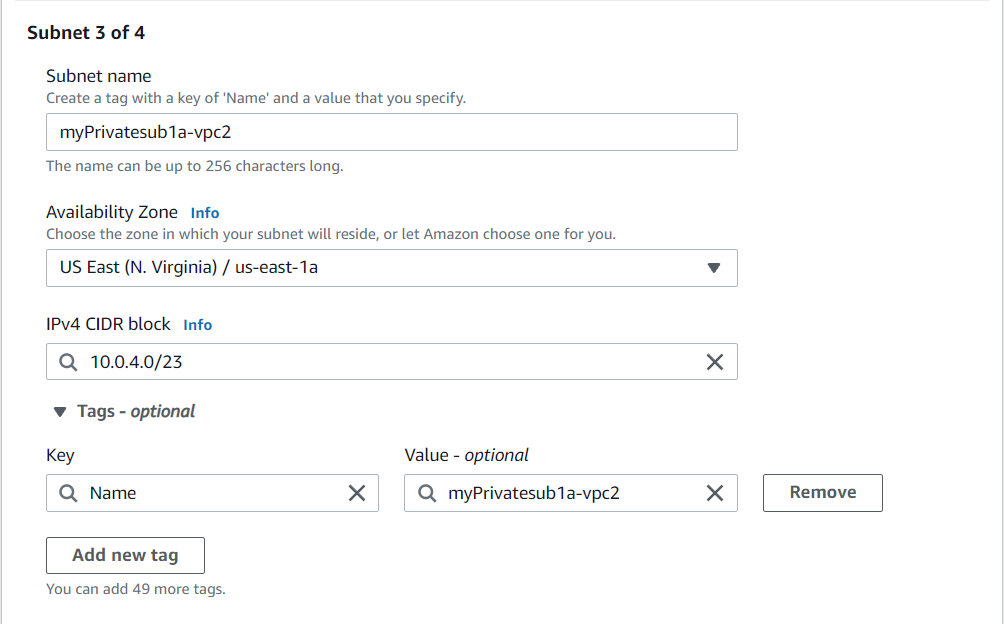 Subnet 3 of 4
Subnet name
Create a tag with a key of 'Name' and a value that you specify.
myPrivatesub1a-vpc2
The name can be up to 256 characters long.
Availability Zone Info
Choose the zone in which your subnet will reside, or let Amazon choose one for you.
US East (N. Virginia) / us-east-1a
IPv4 CIDR block Info
10.0.4.0/23
Tags - optional
Key Value - optional
Name myPrivatesub1a-vpc2 Remove
Add new tag
You can add 49 more tags.